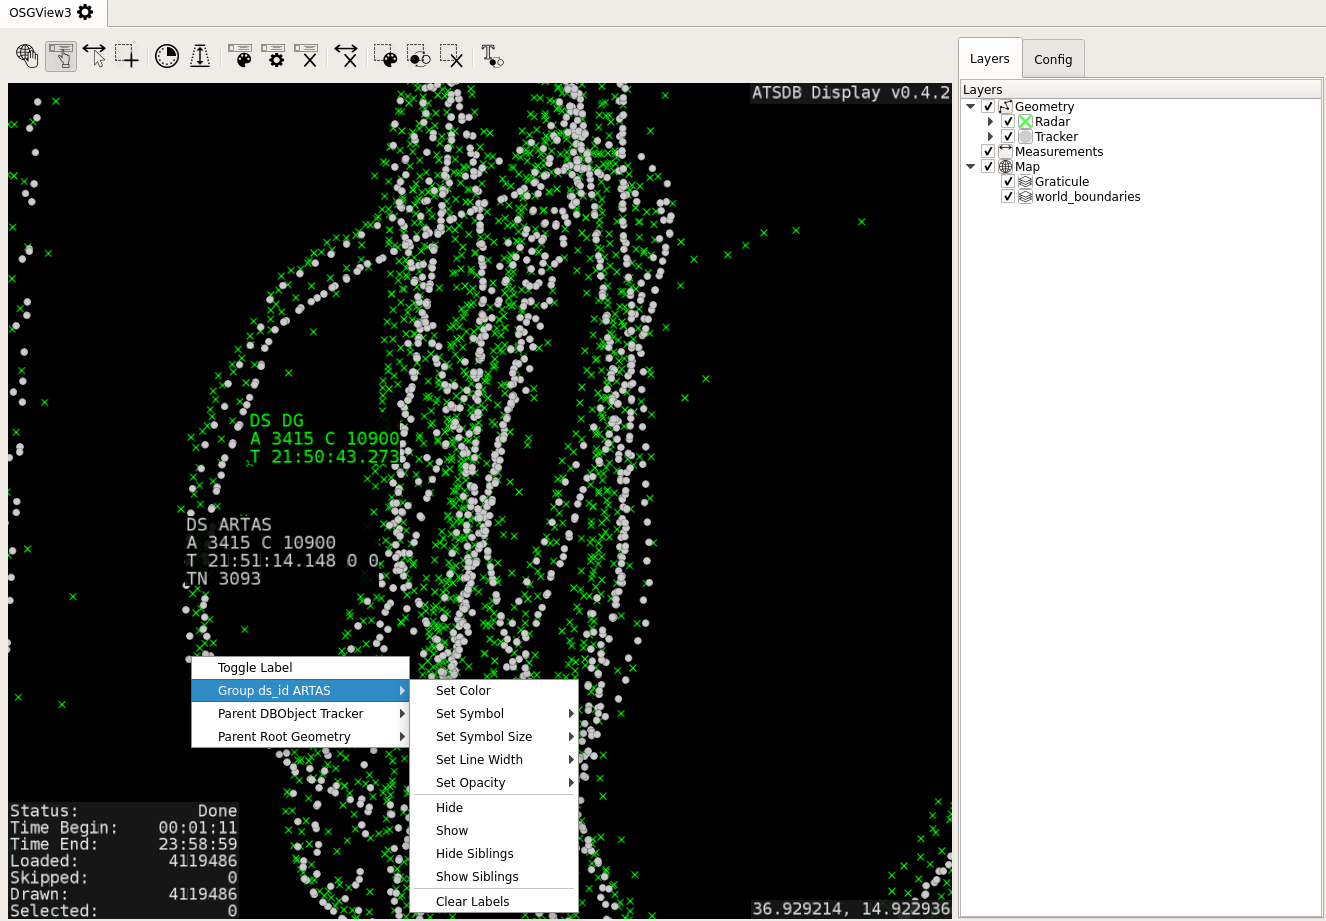 OSGView3
Layers
Config
Layers
Geometry
Radar
Tracker
Measurements
Map
Graticule
world_boundaries
ATSDB Display v0.4.2
DS DG
A 3415 C 10900
T 21:50:43.273
DS ARTAS
A 3415 C 10900
T 21:51:14.148 0 0
TN 3093
Toggle Label
Group ds_id ARTAS
Parent DBObject Tracker
Parent Root Geometry
Set Color
Set Symbol
Set Symbol Size
Set Line Width
Set Opacity
Hide
Show
Hide Siblings
Show Siblings
Clear Labels
Status: Done
Time Begin: 00:01:11
Time End: 23:58:59
Loaded: 4119486
Skipped: 0
Drawn: 4119486
Selected: 0
36.929214, 14.922936